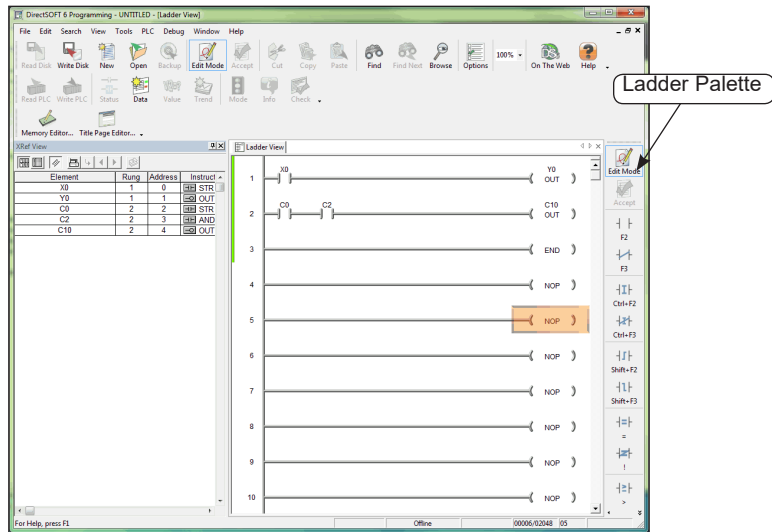 DirectSOFT 6 Programming - UNTITLED - [Ladder View]
File Edit Search View Tools PLC Debug Window Help
Read Disk Write Disk New Open Backup Edit Mode Accept Cut Copy Paste Find Find Next Browse Options 100% On The Web Help
Read PLC Write PLC Status Data Value Trend Mode Info Check
Memory Editor... Title Page Editor...
Ladder Palette
XRef View
Element Rung Address Instruct
X0 1 0 STR
Y0 1 1 OUT
C0 2 2 STR
C2 2 3 AND
C10 2 4 OUT
Ladder View
1 X0 Y0
OUT
2 C0 C2 C10
OUT
3 END
4 NOP
5 NOP
6 NOP
7 NOP
8 NOP
9 NOP
10 NOP
Edit Mode
Accept
F2
F3
Ctrl+F2
Ctrl+F3
Shift+F2
Shift+F3
=
!
>
For Help, press F1 Offline 00006/02048 05